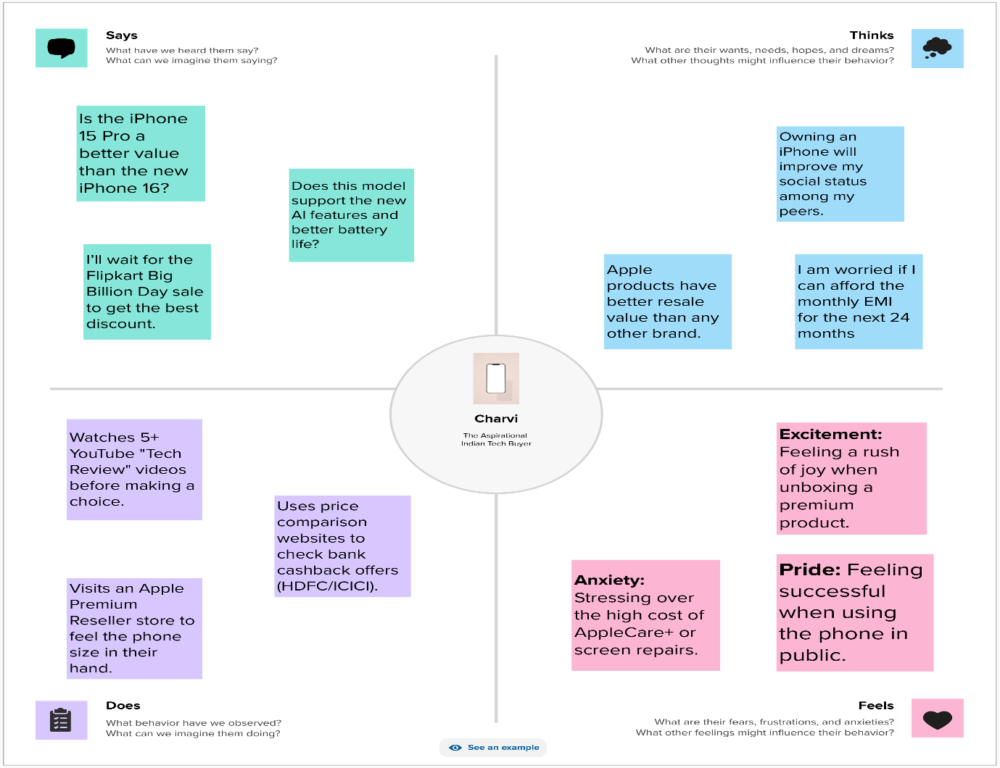 Says
What have we heard them say?
What can we imagine them saying?
Thinks
What are their wants, needs, hopes, and dreams?
What other thoughts might influence their behavior?
Is the iPhone
15 Pro a
better value
than the new
iPhone 16?
Does this model
support the new
AI features and
better battery
life?
I'll wait for the
Flipkart Big
Billion Day sale
to get the best
discount.
Owning an
iPhone will
improve my
social status
among my
peers.
Apple
products have
better resale
value than any
other brand.
I am worried if I
can afford the
monthly EMI
for the next 24
months
Charvi
The Aspirational
Indian Tech Buyer
Watches 5+
YouTube "Tech
Review" videos
before making a
choice.
Uses price
comparison
websites to
check bank
cashback offers
(HDFC/ICICI).
Visits an Apple
Premium
Reseller store to
feel the phone
size in their
hand.
Excitement:
Feeling a rush
of joy when
unboxing a
premium
product.
Anxiety:
Stressing over
the high cost of
AppleCare+ or
screen repairs.
Pride: Feeling
successful
when using
the phone in
public.
Does
What behavior have we observed?
What can we imagine them doing?
Feels
What are their fears, frustrations, and anxieties?
What other feelings might influence their behavior?
See an example